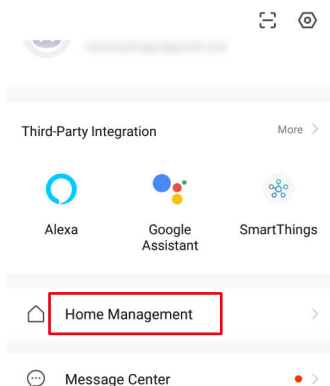 Third-Party Integration More
Alexa Google Assistant SmartThings
Home Management
Message Center